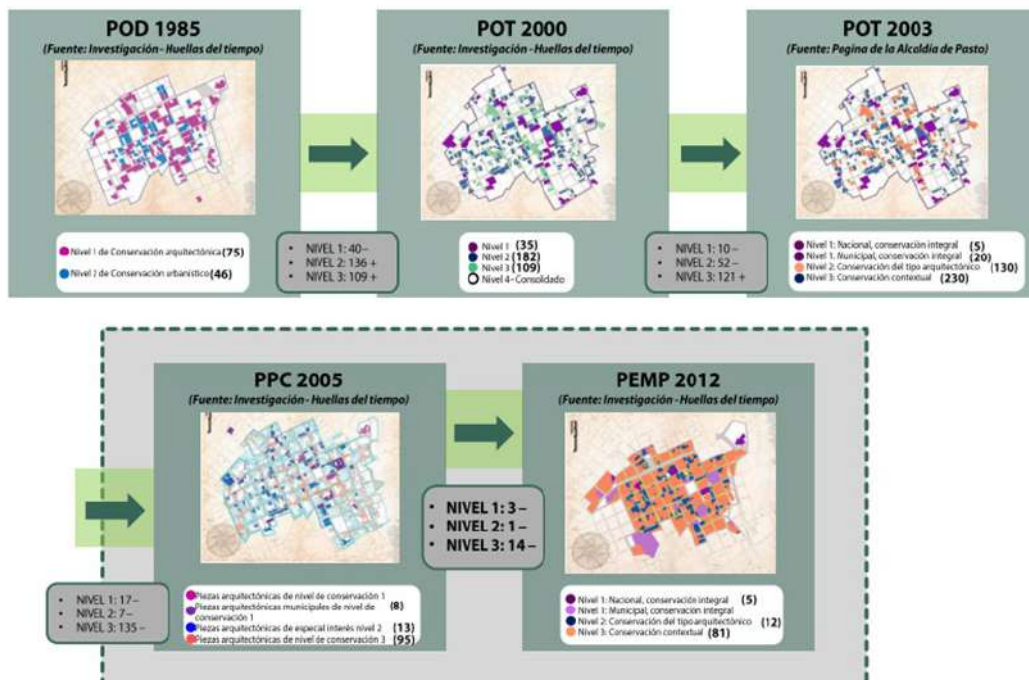 POD 1985
(Fuente: Investigación - Huellas del tiempo)
Nivel 1 de Conservación arquitectónica (75)
Nivel 2 de Conservación urbanístico (46)
• NIVEL 1: 40 –
• NIVEL 2: 136 +
• NIVEL 3: 109 +
POT 2000
(Fuente: Investigación - Huellas del tiempo)
Nivel 1 (35)
Nivel 2 (182)
Nivel 3 (109)
Nivel 4 – Consolidado
• NIVEL 1: 10 –
• NIVEL 2: 52 –
• NIVEL 3: 121 +
POT 2003
(Fuente: Pagina de la Alcaldía de Pasto)
Nivel 1: Nacional, conservación integral (5)
Nivel 1: Municipal, conservación integral (20)
Nivel 2: Conservación del tipo arquitectónico (130)
Nivel 3: Conservación contextual (230)
• NIVEL 1: 17 –
• NIVEL 2: 7 –
• NIVEL 3: 135 –
PPC 2005
(Fuente: Investigación - Huellas del tiempo)
Piezas arquitectónicas de nivel de conservación 1
Piezas arquitectónicas municipales de nivel de conservación 1 (8)
Piezas arquitectónicas de especial interés nivel 2 (13)
Piezas arquitectónicas de nivel de conservación 3 (95)
• NIVEL 1: 3 –
• NIVEL 2: 1 –
• NIVEL 3: 14 –
PEMP 2012
(Fuente: Investigación - Huellas del tiempo)
Nivel 1: Nacional, conservación integral (5)
Nivel 1: Municipal, conservación integral
Nivel 2: Conservación del tipo arquitectónico (12)
Nivel 3: Conservación contextual (81)